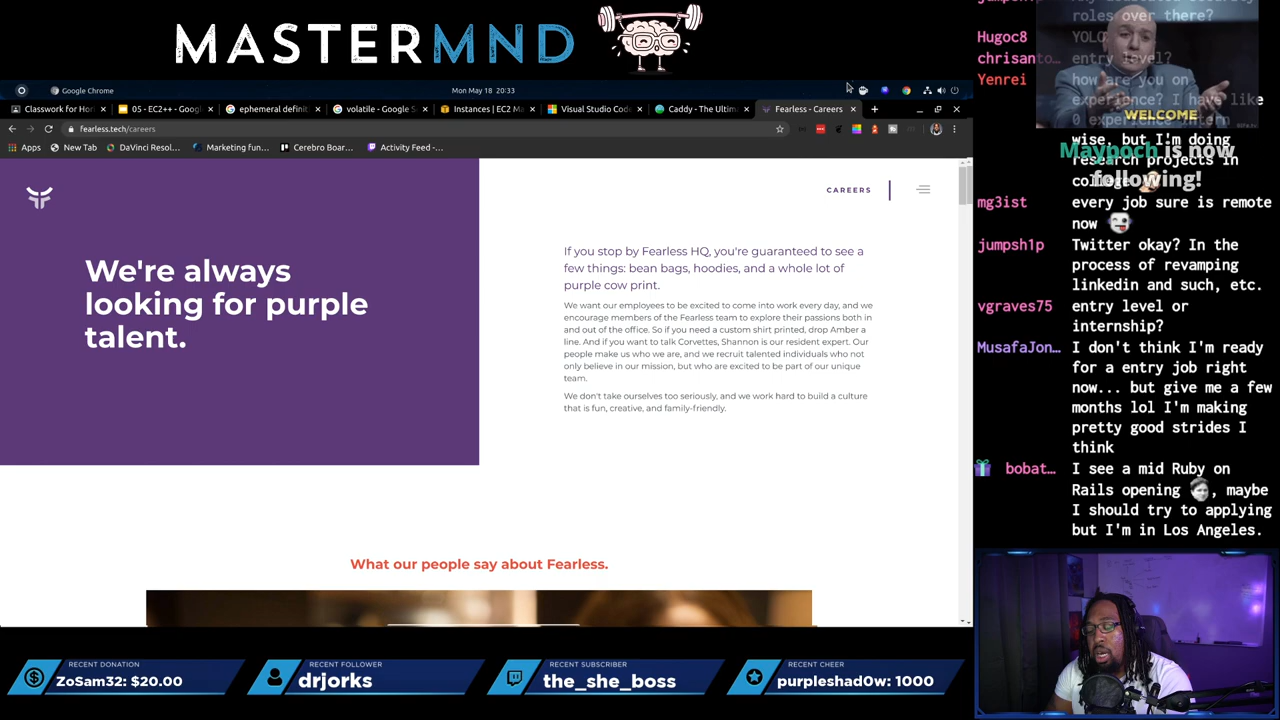 MASTERMND
Google Chrome
Mon May 18 20:33
Classwork for Hor
05 - EC2++ - Goog
ephemeral defini
volatile - Google S
Instances | EC2 Ma
Visual Studio Cod
Caddy - The Ultim
Fearless - Careers
fearless.tech/careers
Apps
New Tab
DaVinci Resol...
Marketing fun...
Cerebro Boar...
Activity Feed -...
CAREERS
We're always
looking for purple
talent.
If you stop by Fearless HQ, you're guaranteed to see a
few things: bean bags, hoodies, and a whole lot of
purple cow print.
We want our employees to be excited to come into work every day, and we
encourage members of the Fearless team to explore their passions both in
and out of the office. So if you need a custom shirt printed, drop Amber a
line. And if you want to talk Corvettes, Shannon is our resident expert. Our
people make us who we are, and we recruit talented individuals who not
only believe in our mission, but who are excited to be part of our unique
team.
We don't take ourselves too seriously, and we work hard to build a culture
that is fun, creative, and family-friendly.
What our people say about Fearless.
roles over there?
Hugoc8 YOLO
chrisanto... entry level?
Yenrei how are you on
experience? I have like
0 experience intern
wise, but I'm doing
research projects in
college
WELCOME
Maypoch is now
following!
mg3ist every job sure is remote
now
jumpsh1p Twitter okay? In the
process of revamping
linkedin and such, etc.
vgraves75 entry level or
internship?
MusafaJon... I don't think I'm ready
for a entry job right
now... but give me a few
months lol I'm making
pretty good strides I
think
bobat... I see a mid Ruby on
Rails opening , maybe
I should try to applying
but I'm in Los Angeles.
RECENT DONATION
ZoSam32: $20.00
RECENT FOLLOWER
drjorks
RECENT SUBSCRIBER
the_she_boss
RECENT CHEER
purpleshad0w: 1000